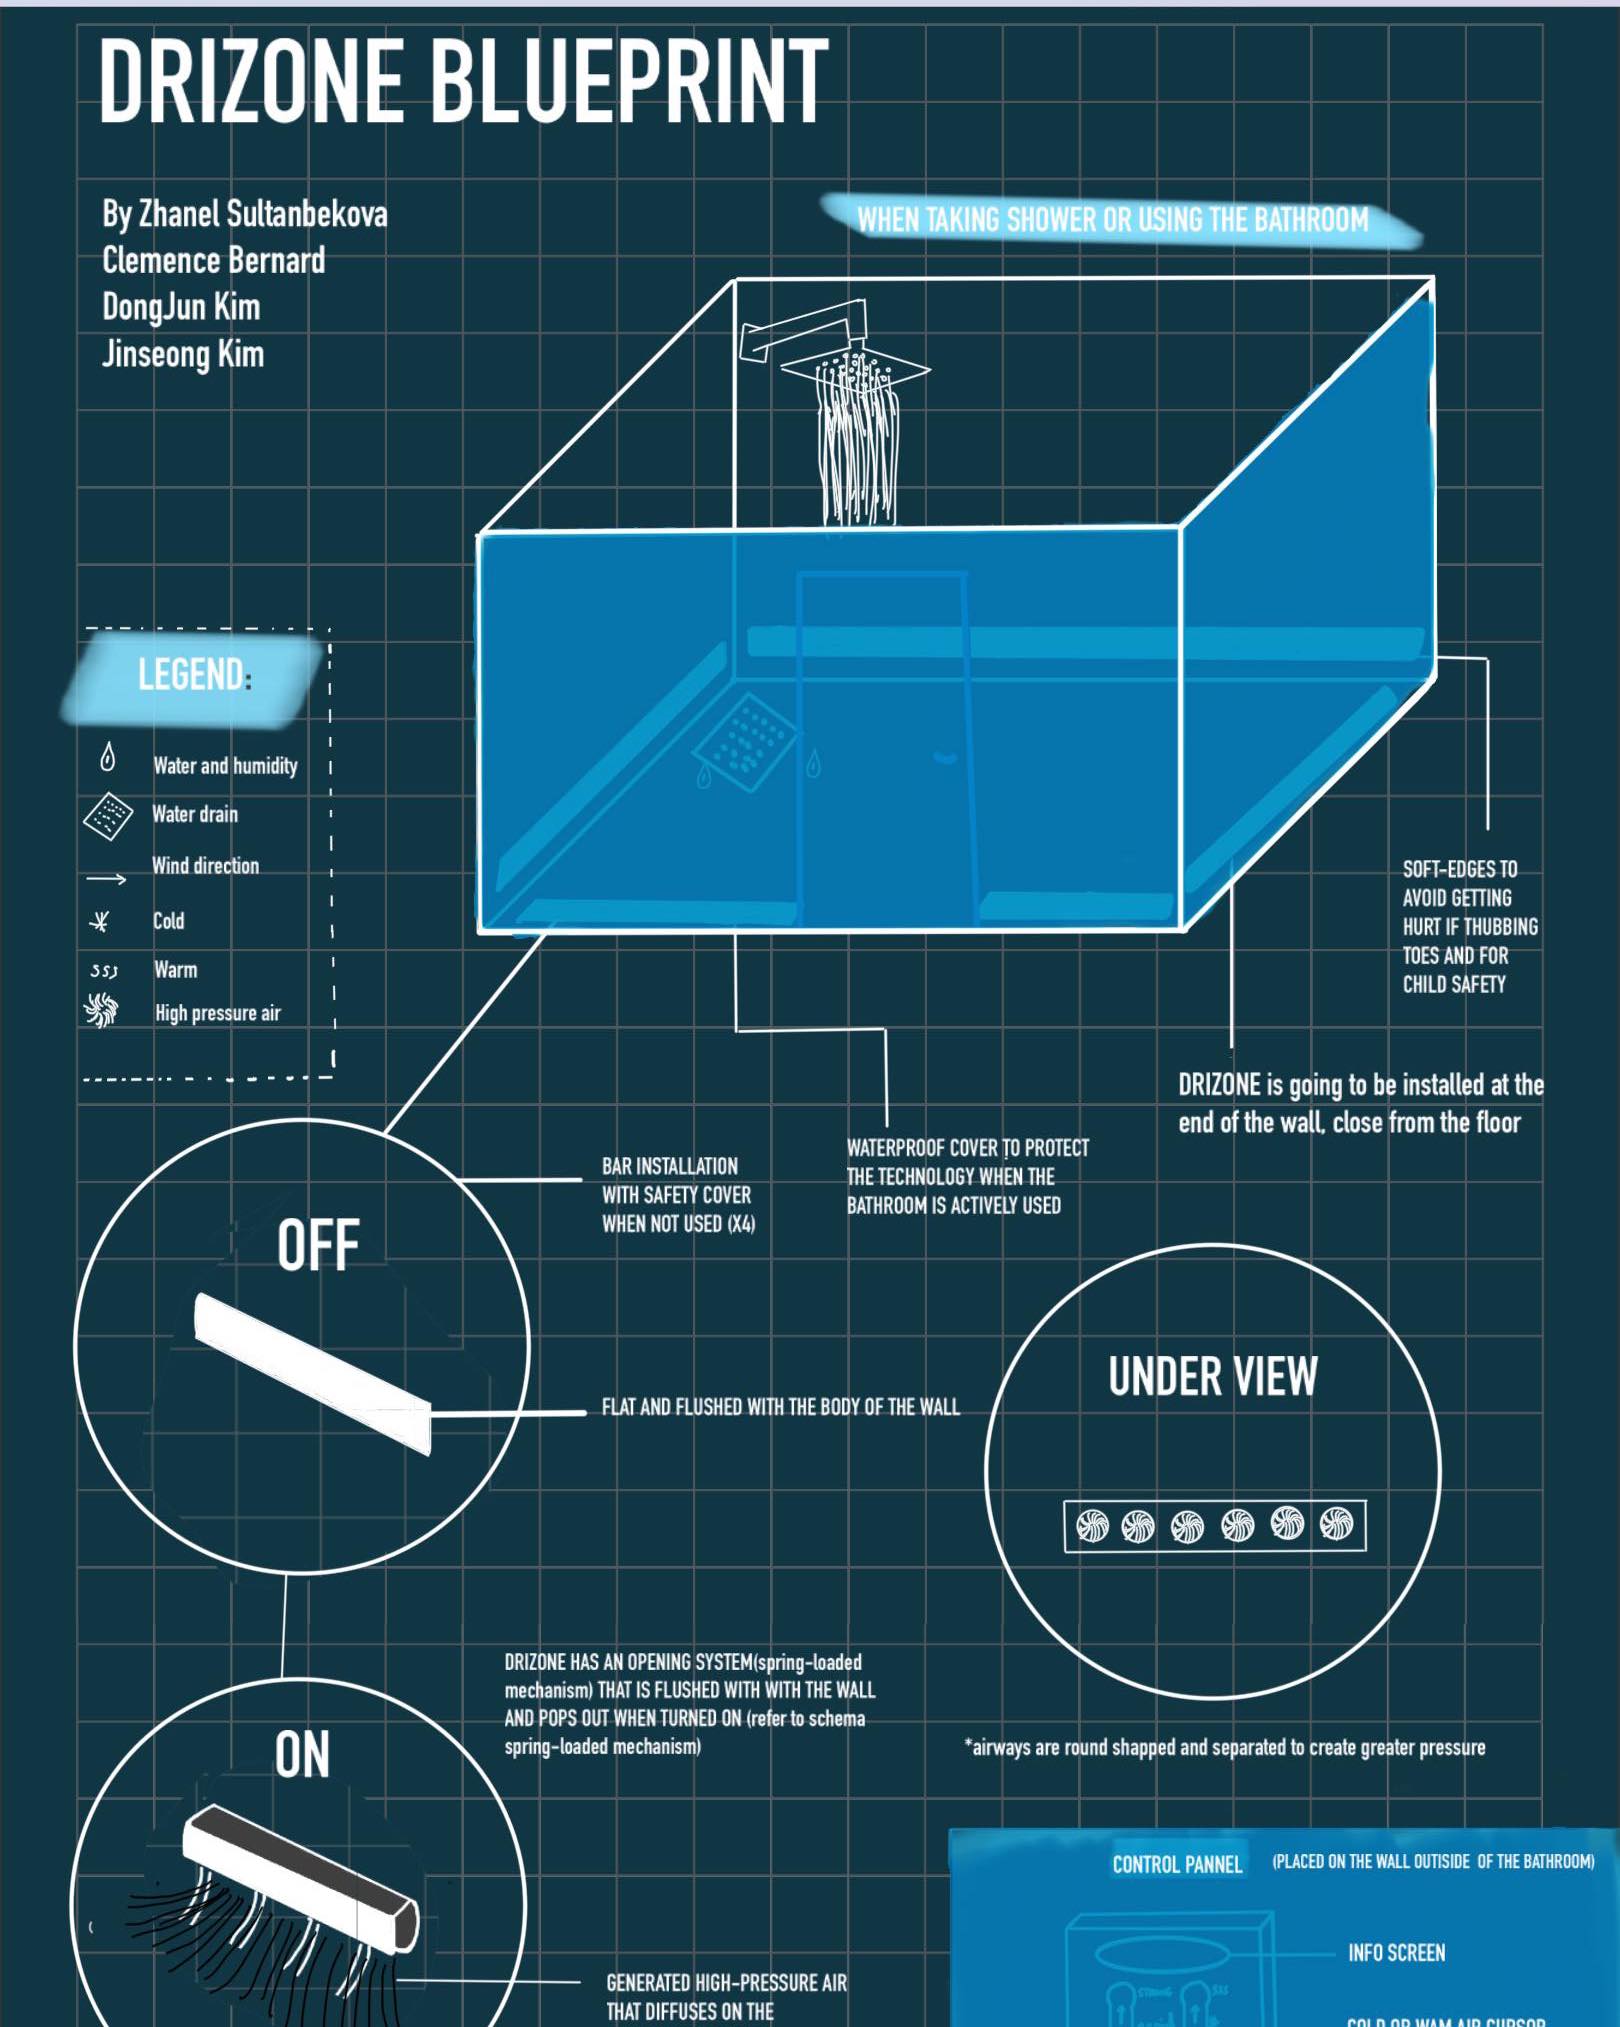 DRIZONE BLUEPRINT
By Zhanel Sultanbekova
Clemence Bernard
DongJun Kim
Jinseong Kim
WHEN TAKING SHOWER OR USING THE BATHROOM
LEGEND:
Water and humidity
Water drain
Wind direction
Cold
Warm
High pressure air
SOFT-EDGES TO
AVOID GETTING
HURT IF THUBBING
TOES AND FOR
CHILD SAFETY
DRIZONE is going to be installed at the
end of the wall, close from the floor
BAR INSTALLATION
WITH SAFETY COVER
WHEN NOT USED (X4)
WATERPROOF COVER TO PROTECT
THE TECHNOLOGY WHEN THE
BATHROOM IS ACTIVELY USED
OFF
FLAT AND FLUSHED WITH THE BODY OF THE WALL
UNDER VIEW
DRIZONE HAS AN OPENING SYSTEM(spring-loaded
mechanism) THAT IS FLUSHED WITH WITH THE WALL
AND POPS OUT WHEN TURNED ON (refer to schema
spring-loaded mechanism)
*airways are round shapped and separated to create greater pressure
ON
GENERATED HIGH-PRESSURE AIR
THAT DIFFUSES ON THE
CONTROL PANNEL (PLACED ON THE WALL OUTISIDE OF THE BATHROOM)
INFO SCREEN
STRONG
COLD OR WAM AIR CURSOR